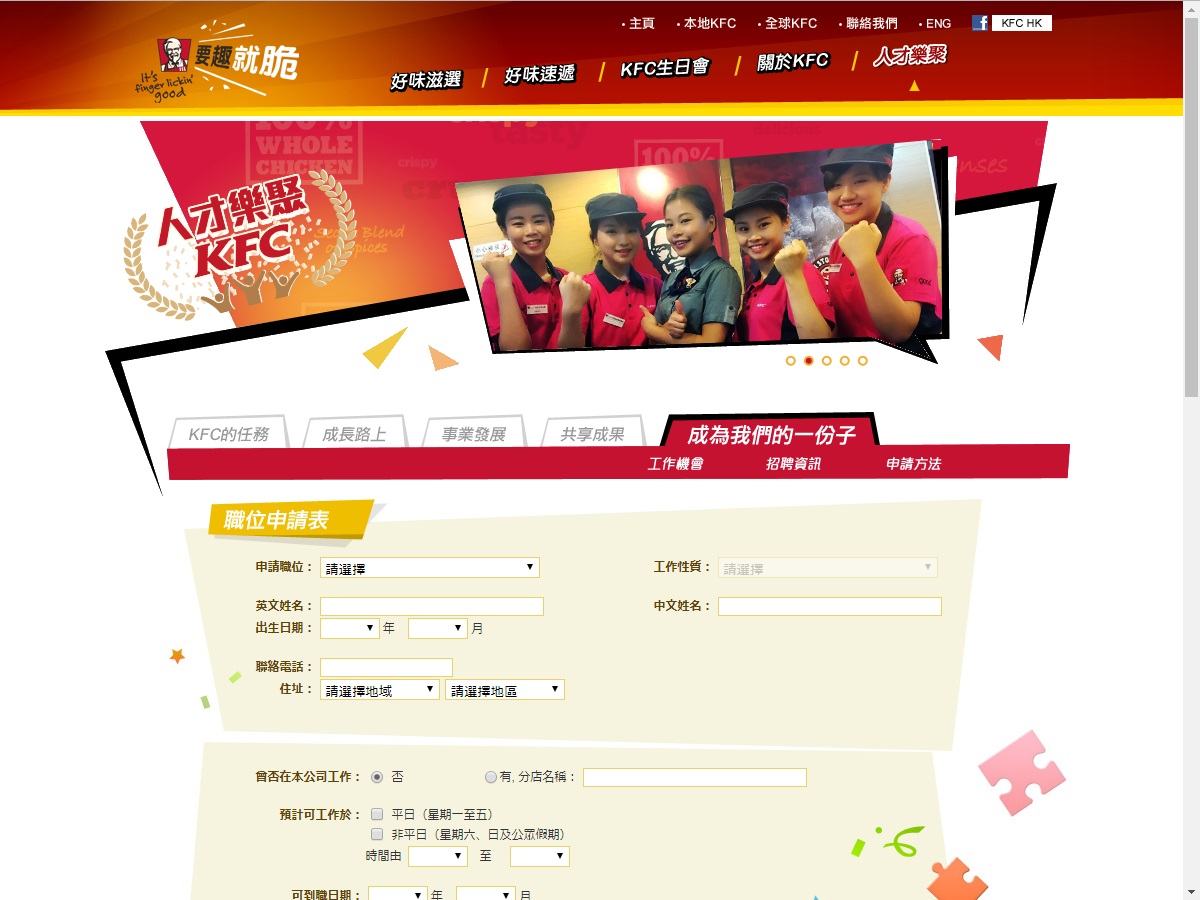 主頁
本地KFC
全球KFC
聯絡我們
ENG
KFC HK
要趣就脆
It's finger lickin' good
好味滋選
好味速遞
KFC生日會
關於KFC
人才樂聚
100%
WHOLE
CHICKEN
crispy
tasty
delicious
100%
crispy
人才樂聚
KFC
Secret Blend
of Spices
KFC的任務
成長路上
事業發展
共享成果
成為我們的一份子
工作機會
招聘資訊
申請方法
職位申請表
申請職位：
請選擇
工作性質：
請選擇
英文姓名：
中文姓名：
出生日期：
年
月
聯絡電話：
住址：
請選擇地域
請選擇地區
曾否在本公司工作：
否
有, 分店名稱：
預計可工作於：
平日（星期一至五）
非平日（星期六、日及公眾假期）
時間由
至
可到職日期：
年
月